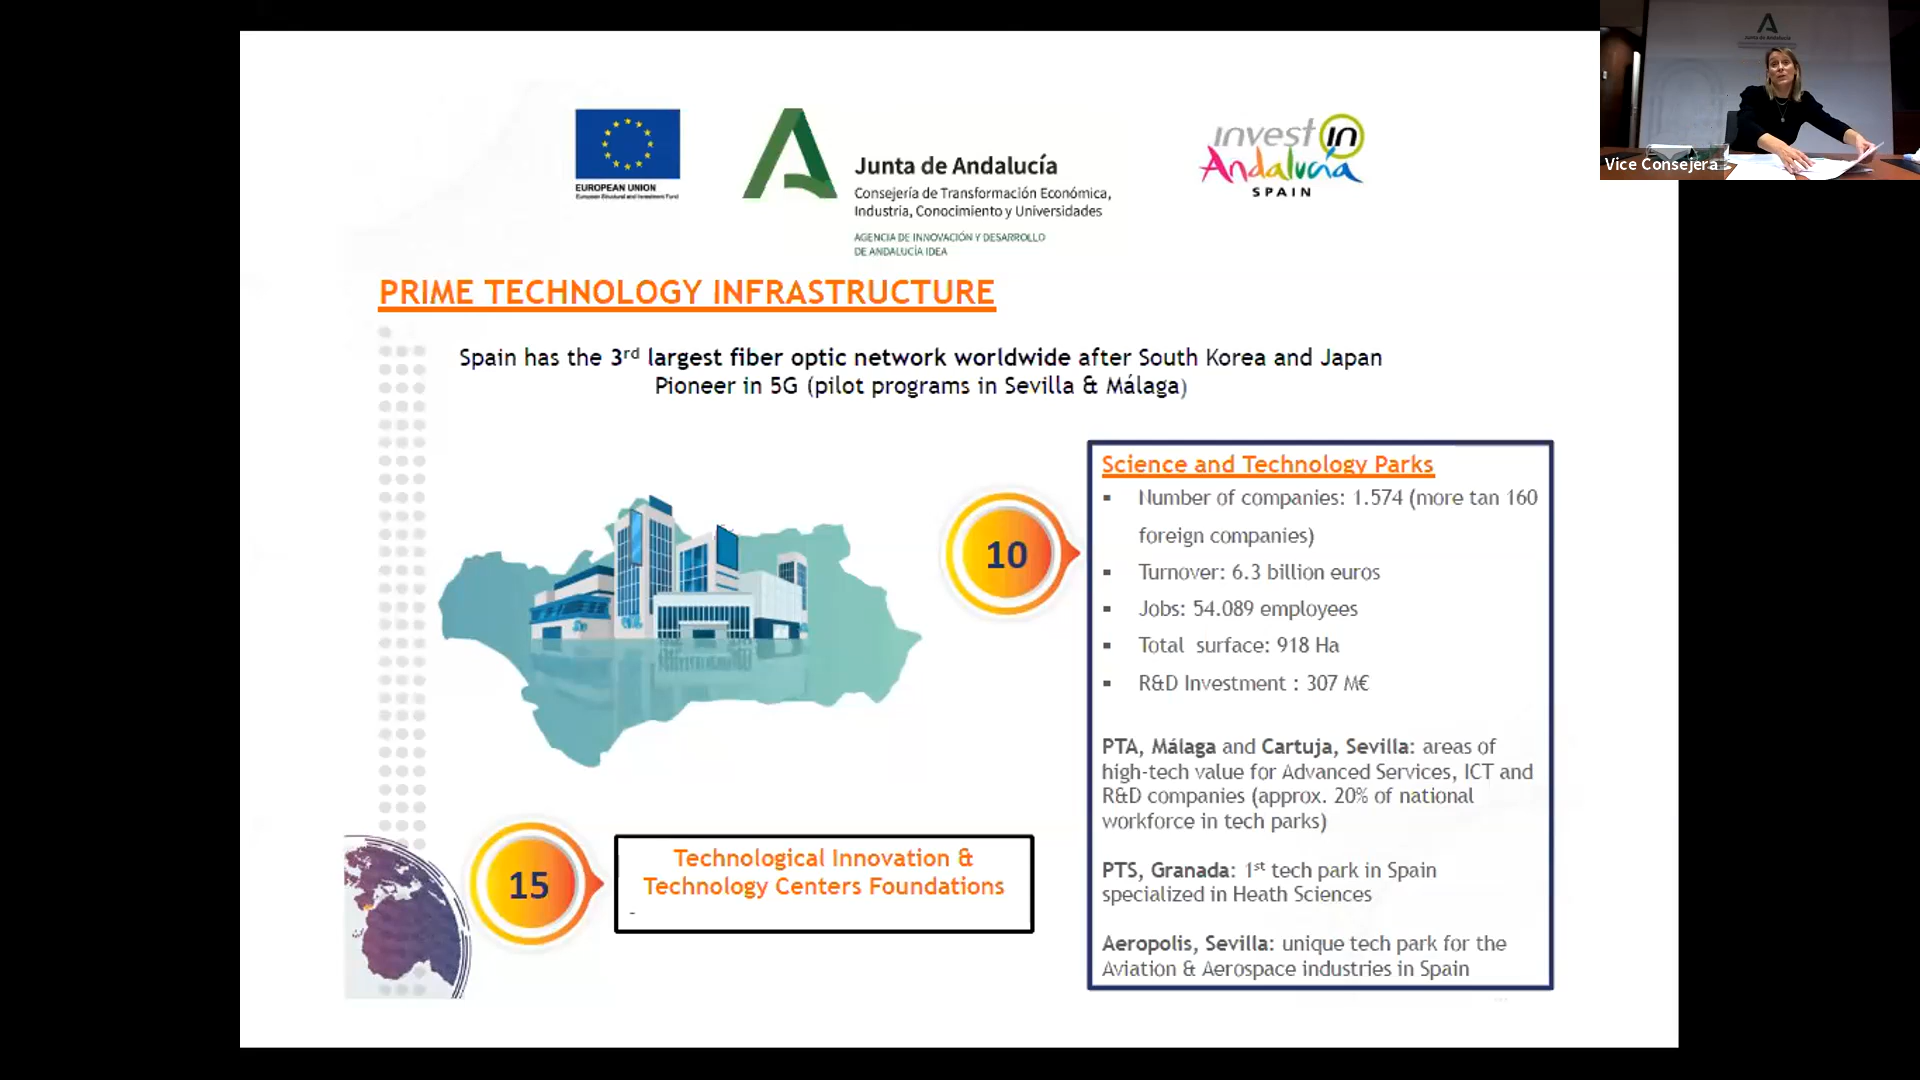 Junta de Andalucía
Vice Consejera
EUROPEAN UNION
European Structural and Investment Fund
Junta de Andalucía
Consejería de Transformación Económica,
Industria, Conocimiento y Universidades
AGENCIA DE INNOVACIÓN Y DESARROLLO
DE ANDALUCÍA IDEA
invest in
Andalucía
SPAIN
PRIME TECHNOLOGY INFRASTRUCTURE
Spain has the 3rd largest fiber optic network worldwide after South Korea and Japan
Pioneer in 5G (pilot programs in Sevilla & Málaga)
10
Science and Technology Parks
▪ Number of companies: 1.574 (more tan 160
foreign companies)
▪ Turnover: 6.3 billion euros
▪ Jobs: 54.089 employees
▪ Total surface: 918 Ha
▪ R&D Investment : 307 M€
PTA, Málaga and Cartuja, Sevilla: areas of
high-tech value for Advanced Services, ICT and
R&D companies (approx. 20% of national
workforce in tech parks)
PTS, Granada: 1st tech park in Spain
specialized in Heath Sciences
Aeropolis, Sevilla: unique tech park for the
Aviation & Aerospace industries in Spain
15
Technological Innovation &
Technology Centers Foundations
-